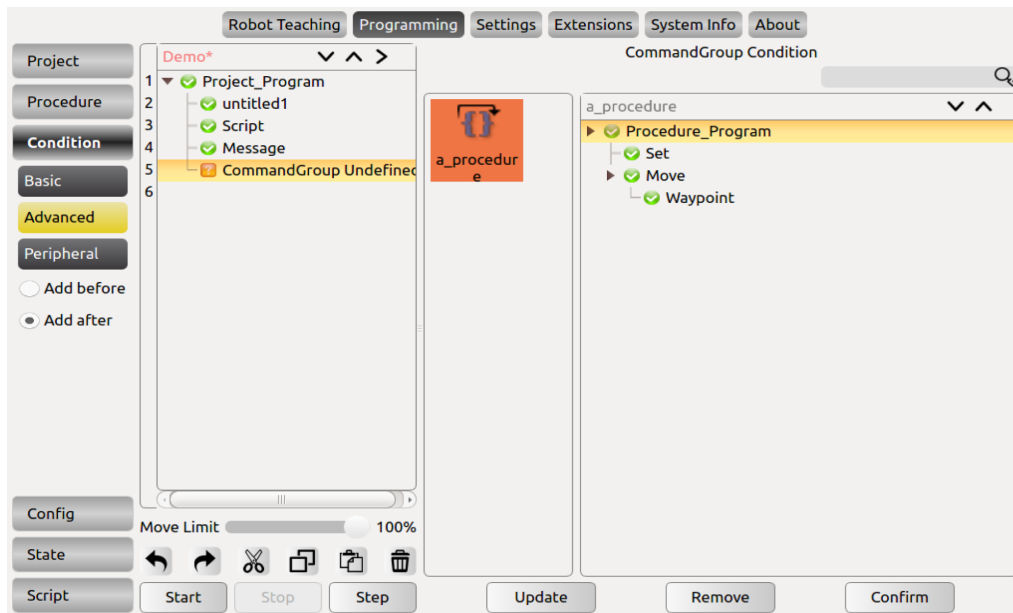 Robot Teaching Programming Settings Extensions System Info About
Project
Procedure
Condition
Basic
Advanced
Peripheral
Add before
Add after
Config
State
Script
Demo*
1 Project_Program
2 untitled1
3 Script
4 Message
5 CommandGroup Undefined
6
Move Limit 100%
Start Stop Step
CommandGroup Condition
a_procedur
e
a_procedure
Procedure_Program
Set
Move
Waypoint
Update Remove Confirm